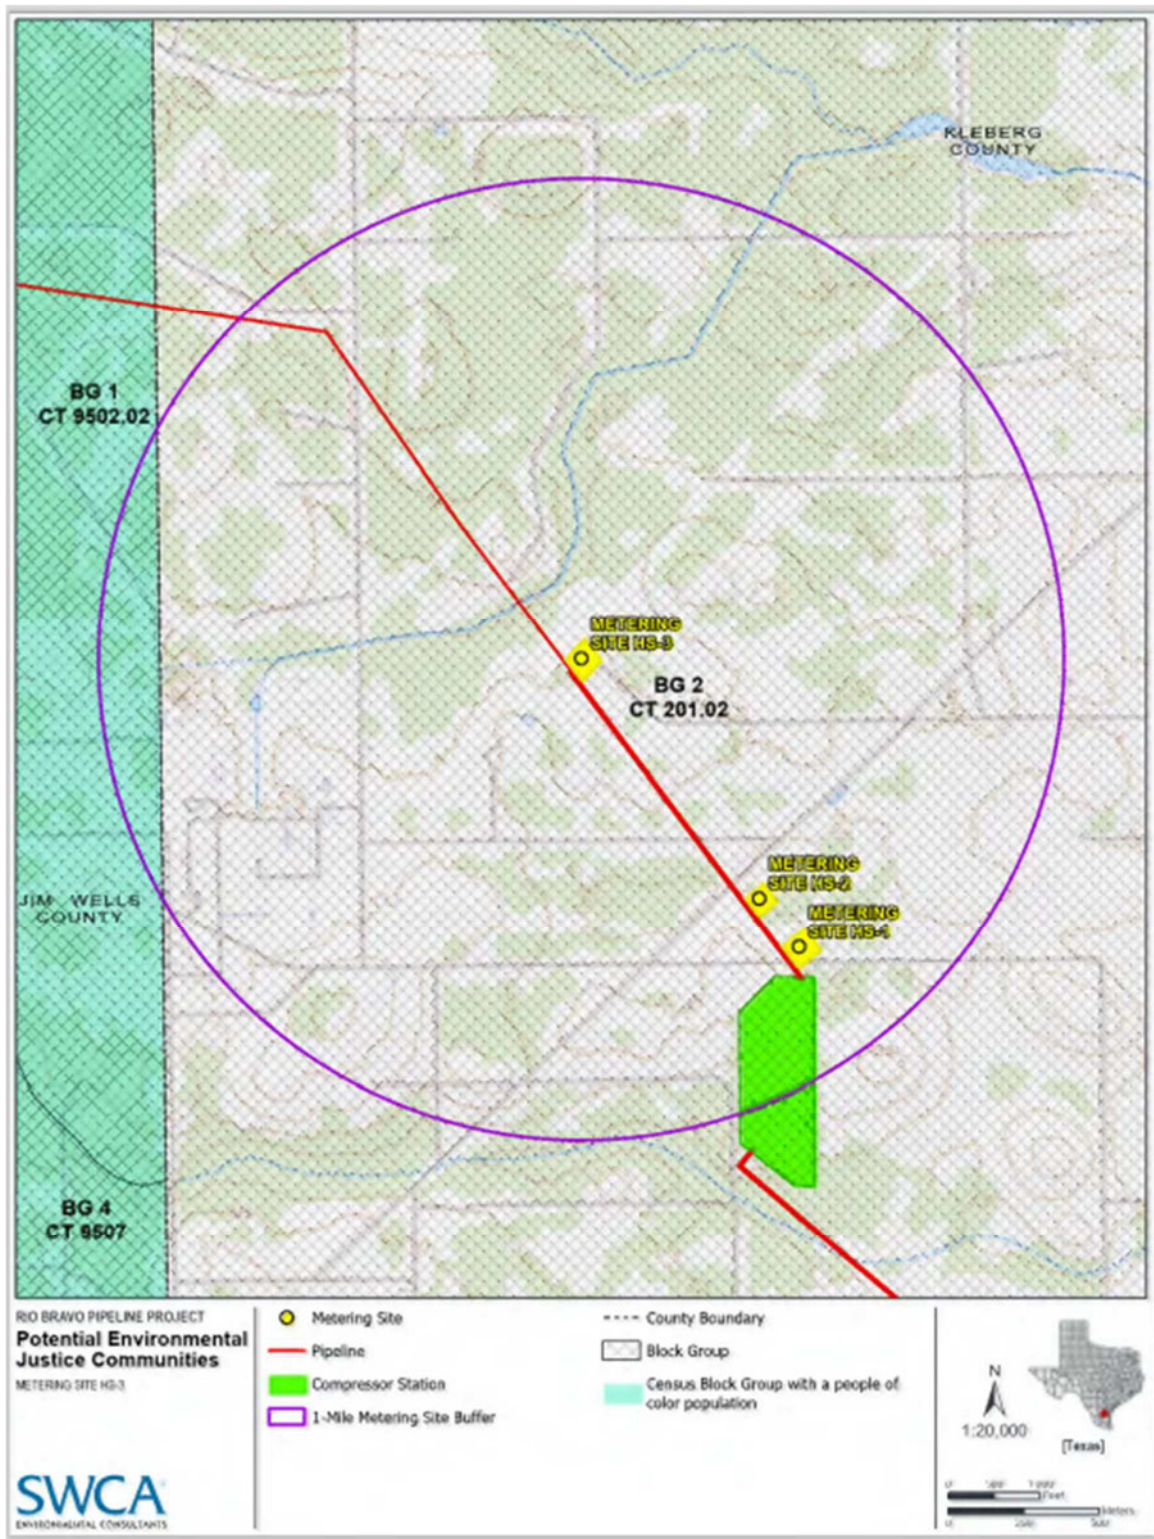 KLEBERG
COUNTY
BG 1
CT 9502.02
METERING
SITE HS-3
BG 2
CT 201.02
METERING
SITE HS-2
METERING
SITE HS-1
JIM WELLS
COUNTY
BG 4
CT 9507
RIO BRAVO PIPELINE PROJECT
Potential Environmental
Justice Communities
METERING SITE HS-3
SWCA
ENVIRONMENTAL CONSULTANTS
Metering Site
Pipeline
Compressor Station
1-Mile Metering Site Buffer
County Boundary
Block Group
Census Block Group with a people of
color population
N
1:20,000
[Texas]
Feet
Meters